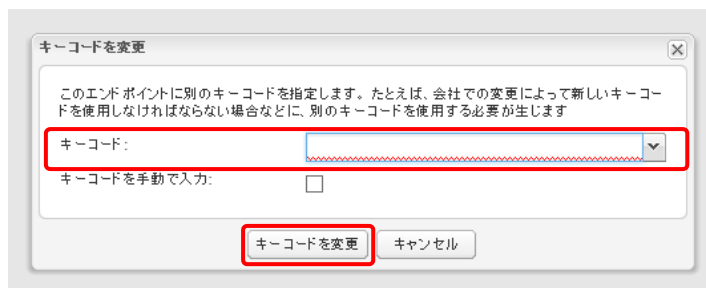 キーコードを変更
このエンドポイントに別のキーコードを指定します。たとえば、会社での変更によって新しいキーコー
ドを使用しなければならない場合などに、別のキーコードを使用する必要が生じます
キーコード:
キーコードを手動で入力:
キーコードを変更 キャンセル